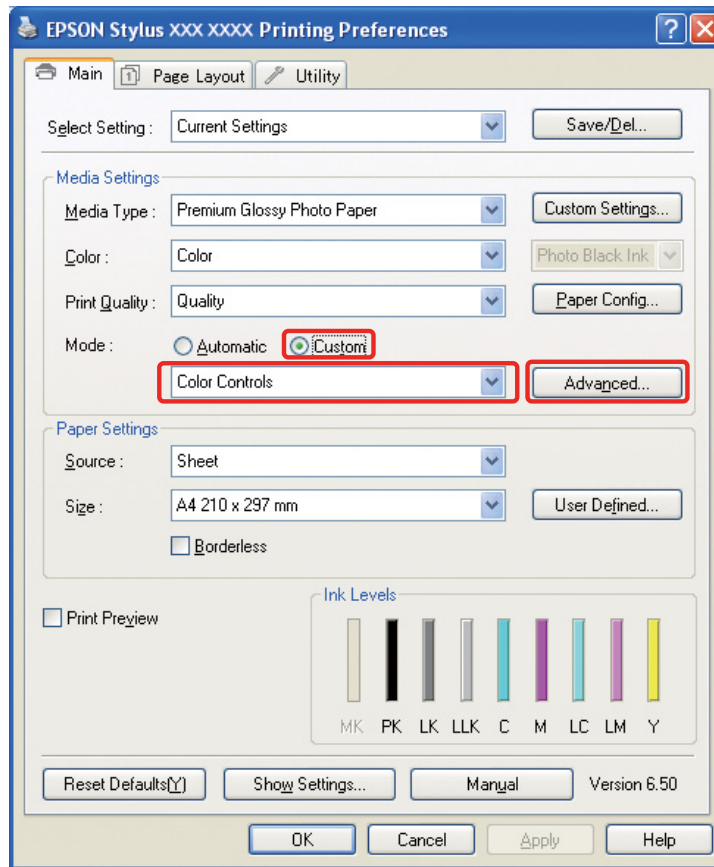 EPSON Stylus XXX XXXX Printing Preferences
Main Page Layout Utility
Select Setting : Current Settings Save/Del...
Media Settings
Media Type : Premium Glossy Photo Paper Custom Settings...
Color : Color Photo Black Ink
Print Quality : Quality Paper Config...
Mode : Automatic Custom
Color Controls Advanced...
Paper Settings
Source : Sheet
Size : A4 210 x 297 mm User Defined...
Borderless
Print Preview
Ink Levels
MK PK LK LLK C M LC LM Y
Reset Defaults(Y) Show Settings... Manual Version 6.50
OK Cancel Apply Help